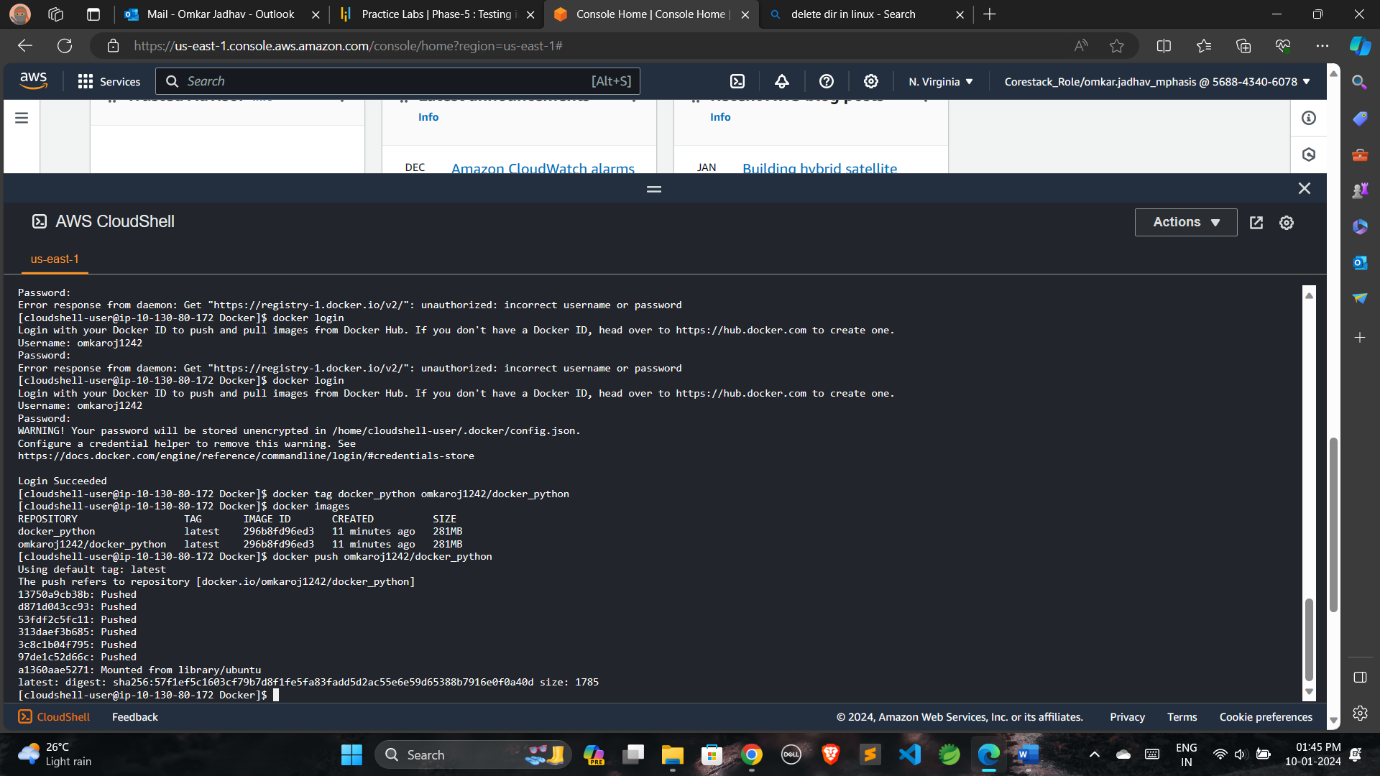 Mail - Omkar Jadhav - Outlook
Practice Labs | Phase-5 : Testing i
Console Home | Console Home |
delete dir in linux - Search
https://us-east-1.console.aws.amazon.com/console/home?region=us-east-1#
aws
Services
Search
[Alt+S]
N. Virginia
Corestack_Role/omkar.jadhav_mphasis @ 5688-4340-6078
Info
Info
DEC
Amazon CloudWatch alarms
JAN
Building hybrid satellite
AWS CloudShell
Actions
us-east-1
Password:
Error response from daemon: Get "https://registry-1.docker.io/v2/": unauthorized: incorrect username or password
[cloudshell-user@ip-10-130-80-172 Docker]$ docker login
Login with your Docker ID to push and pull images from Docker Hub. If you don't have a Docker ID, head over to https://hub.docker.com to create one.
Username: omkaroj1242
Password:
Error response from daemon: Get "https://registry-1.docker.io/v2/": unauthorized: incorrect username or password
[cloudshell-user@ip-10-130-80-172 Docker]$ docker login
Login with your Docker ID to push and pull images from Docker Hub. If you don't have a Docker ID, head over to https://hub.docker.com to create one.
Username: omkaroj1242
Password:
WARNING! Your password will be stored unencrypted in /home/cloudshell-user/.docker/config.json.
Configure a credential helper to remove this warning. See
https://docs.docker.com/engine/reference/commandline/login/#credentials-store
Login Succeeded
[cloudshell-user@ip-10-130-80-172 Docker]$ docker tag docker_python omkaroj1242/docker_python
[cloudshell-user@ip-10-130-80-172 Docker]$ docker images
REPOSITORY TAG IMAGE ID CREATED SIZE
docker_python latest 296b8fd96ed3 11 minutes ago 281MB
omkaroj1242/docker_python latest 296b8fd96ed3 11 minutes ago 281MB
[cloudshell-user@ip-10-130-80-172 Docker]$ docker push omkaroj1242/docker_python
Using default tag: latest
The push refers to repository [docker.io/omkaroj1242/docker_python]
13750a9cb38b: Pushed
d871d043cc93: Pushed
53fdf2c5fc11: Pushed
313daef3b685: Pushed
3c8c1b04f795: Pushed
97de1c52d66c: Pushed
a1360aae5271: Mounted from library/ubuntu
latest: digest: sha256:57f1ef5c1603cf79b7d8f1fe5fa83fadd5d2ac55e6e59d65388b7916e0f0a40d size: 1785
[cloudshell-user@ip-10-130-80-172 Docker]$
CloudShell
Feedback
© 2024, Amazon Web Services, Inc. or its affiliates.
Privacy
Terms
Cookie preferences
26°C
Light rain
Search
PRE
DELL
ENG
IN
01:45 PM
10-01-2024